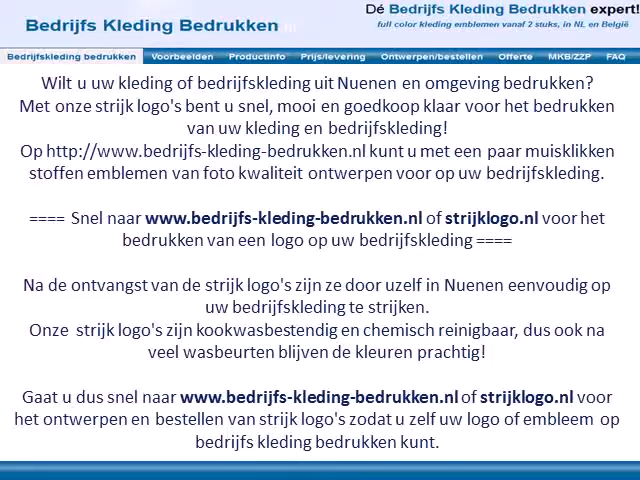 Dé Bedrijfs Kleding Bedrukken expert!
Bedrijfs Kleding Bedrukken .nl
full color kleding emblemen vanaf 2 stuks, in NL en België
Bedrijfskleding bedrukken Voorbeelden Productinfo Prijs/levering Ontwerpen/bestellen Offerte MKB/ZZP FAQ
Wilt u uw kleding of bedrijfskleding uit Nuenen en omgeving bedrukken?
Met onze strijk logo's bent u snel, mooi en goedkoop klaar voor het bedrukken
van uw kleding en bedrijfskleding!
Op http://www.bedrijfs-kleding-bedrukken.nl kunt u met een paar muisklikken
stoffen emblemen van foto kwaliteit ontwerpen voor op uw bedrijfskleding.
==== Snel naar www.bedrijfs-kleding-bedrukken.nl of strijklogo.nl voor het
bedrukken van een logo op uw bedrijfskleding ====
Na de ontvangst van de strijk logo's zijn ze door uzelf in Nuenen eenvoudig op
uw bedrijfskleding te strijken.
Onze strijk logo's zijn kookwasbestendig en chemisch reinigbaar, dus ook na
veel wasbeurten blijven de kleuren prachtig!
Gaat u dus snel naar www.bedrijfs-kleding-bedrukken.nl of strijklogo.nl voor
het ontwerpen en bestellen van strijk logo's zodat u zelf uw logo of embleem op
bedrijfs kleding bedrukken kunt.